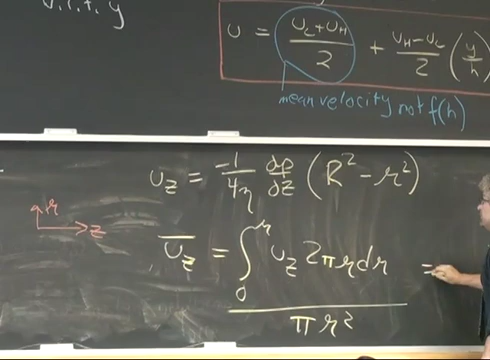 U = (U_L + U_H)/2 + (U_H - U_L)/2 (y/h)
mean velocity not f(h)
U_z = -1/4η dp/dz (R² - r²)
r
z
Ū_z = ∫₀^r U_z 2πr dr / πr² =